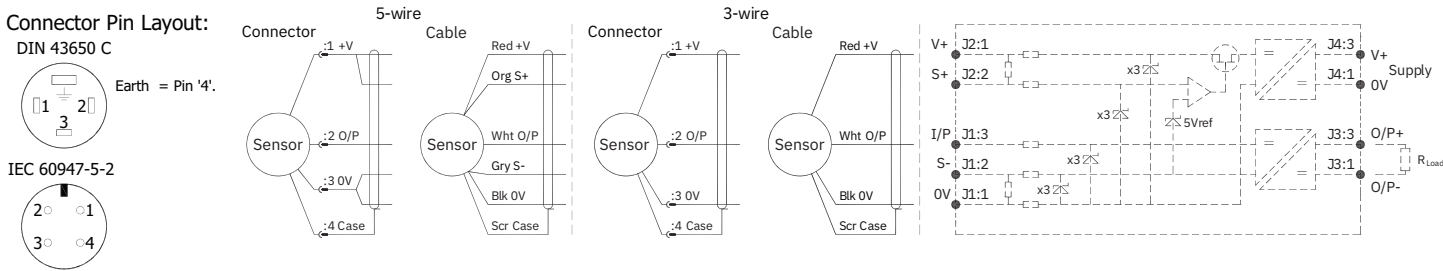 Connector Pin Layout:
DIN 43650 C
1 2
3
Earth = Pin '4'.
IEC 60947-5-2
2 1
3 4
5-wire
Connector
Cable
:1 +V
:2 O/P
:3 0V
:4 Case
Sensor
Red +V
Org S+
Wht O/P
Gry S-
Blk 0V
Scr Case
Sensor
3-wire
Connector
Cable
:1 +V
:2 O/P
:3 0V
:4 Case
Sensor
Red +V
Wht O/P
Blk 0V
Scr Case
Sensor
V+ J2:1
S+ J2:2
I/P J1:3
S- J1:2
0V J1:1
x3
x3
x3
x3
5Vref
=
=
=
=
J4:3 V+
Supply
J4:1 0V
J3:3 O/P+
J3:1 O/P-
R Load